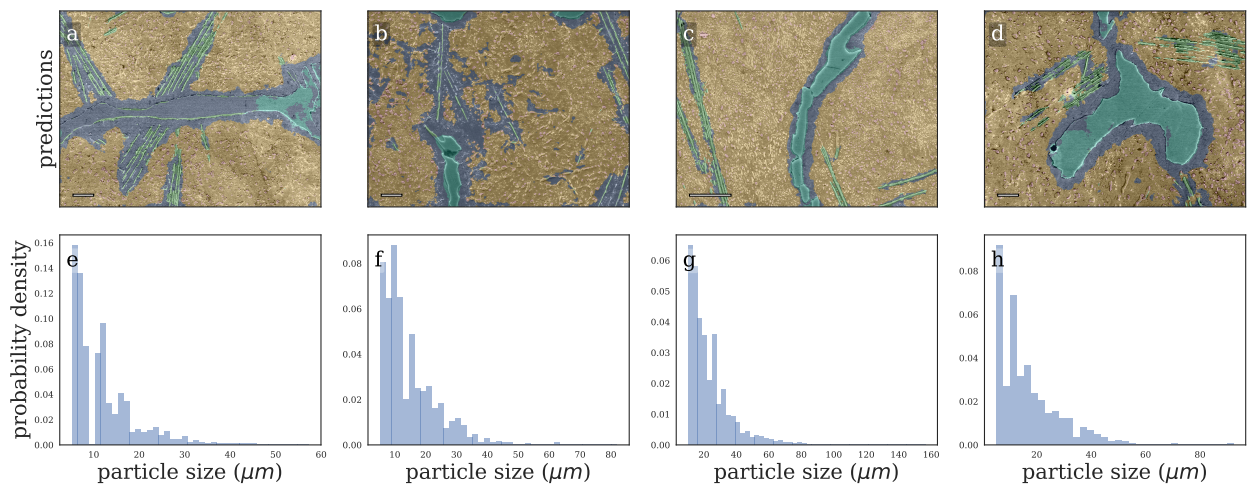 predictions
a
b
c
d
probability density
e
f
g
h
0.16
0.14
0.12
0.10
0.08
0.06
0.04
0.02
0.00
0.08
0.06
0.04
0.02
0.00
0.06
0.05
0.04
0.03
0.02
0.01
0.00
0.08
0.06
0.04
0.02
0.00
10 20 30 40 50 60
10 20 30 40 50 60 70 80
20 40 60 80 100 120 140 160
20 40 60 80
particle size (μm)
particle size (μm)
particle size (μm)
particle size (μm)